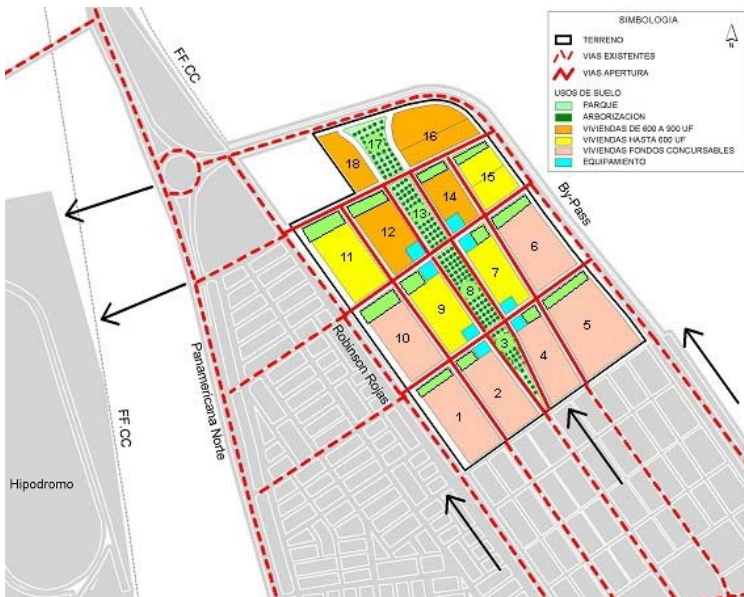 SIMBOLOGIA
TERRENO
VIAS EXISTENTES
VIAS APERTURA
N
USOS DE SUELO
PARQUE
ARBORIZACION
VIVIENDAS DE 600 A 900 UF
VIVIENDAS HASTA 600 UF
VIVIENDAS FONDOS CONCURSABLES
EQUIPAMIENTO
FF.CC
By-Pass
16
17
18
15
14
13
12
11
6
7
8
9
10
5
4
3
2
1
Robinson Rojas
Panamericana Norte
FF.CC
Hipodromo